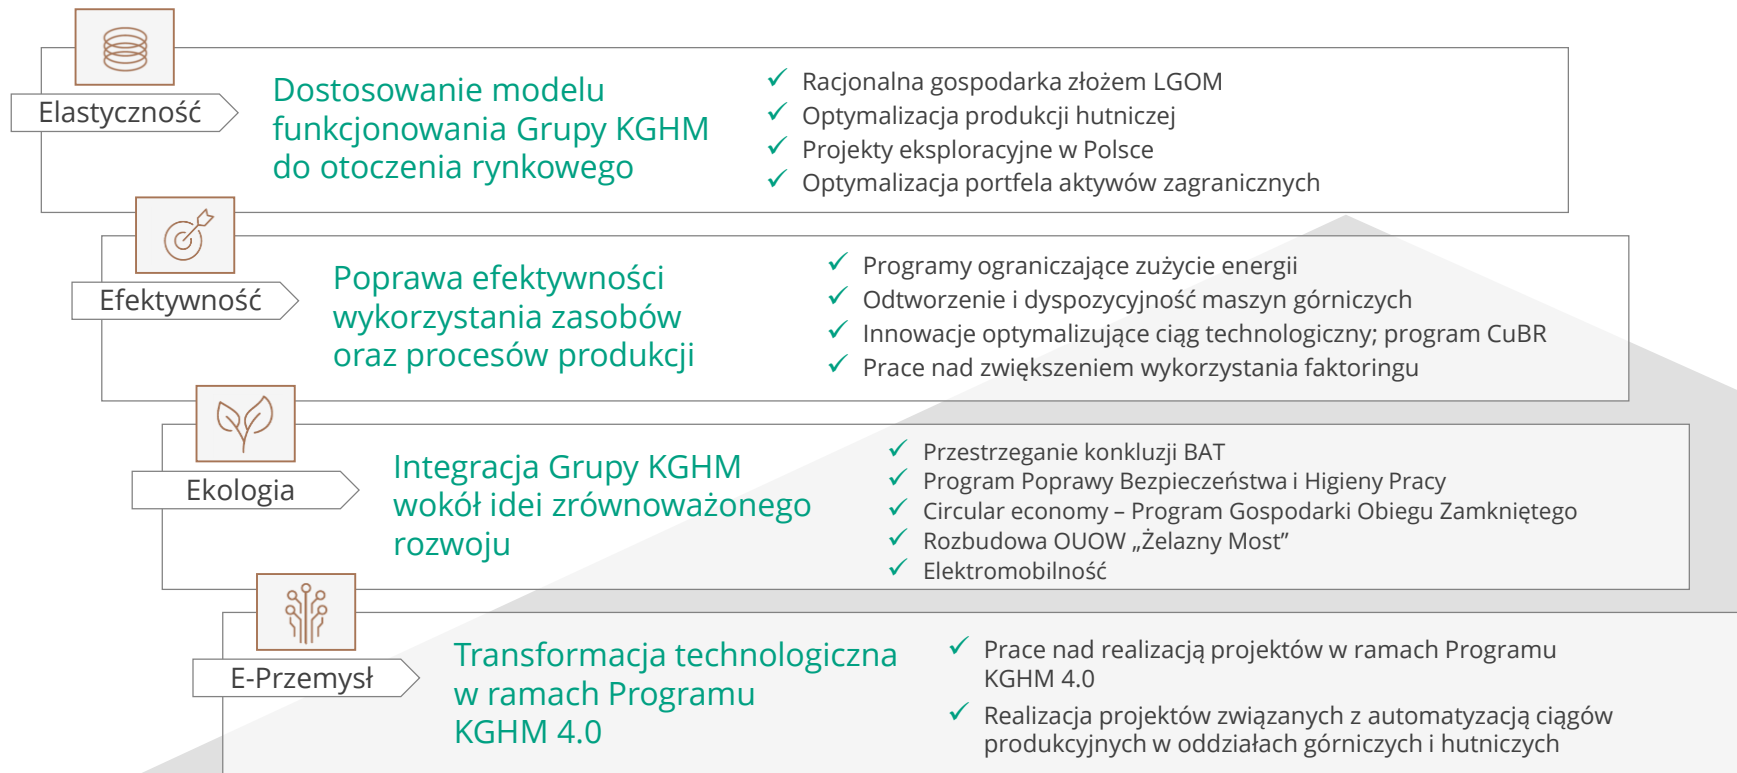 Elastyczność
Dostosowanie modelu
funkcjonowania Grupy KGHM
do otoczenia rynkowego
Racjonalna gospodarka złożem LGOM
Optymalizacja produkcji hutniczej
Projekty eksploracyjne w Polsce
Optymalizacja portfela aktywów zagranicznych
Efektywność
Poprawa efektywności
wykorzystania zasobów
oraz procesów produkcji
Programy ograniczające zużycie energii
Odtworzenie i dyspozycyjność maszyn górniczych
Innowacje optymalizujące ciąg technologiczny; program CuBR
Prace nad zwiększeniem wykorzystania faktoringu
Ekologia
Integracja Grupy KGHM
wokół idei zrównoważonego
rozwoju
Przestrzeganie konkluzji BAT
Program Poprawy Bezpieczeństwa i Higieny Pracy
Circular economy – Program Gospodarki Obiegu Zamkniętego
Rozbudowa OUOW „Żelazny Most”
Elektromobilność
E-Przemysł
Transformacja technologiczna
w ramach Programu
KGHM 4.0
Prace nad realizacją projektów w ramach Programu
KGHM 4.0
Realizacja projektów związanych z automatyzacją ciągów
produkcyjnych w oddziałach górniczych i hutniczych